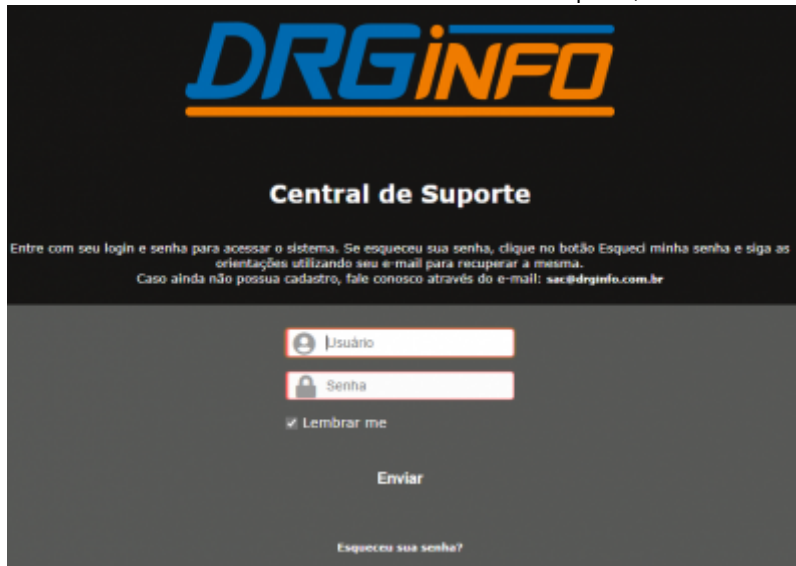 DRGINFO
Central de Suporte
Entre com seu login e senha para acessar o sistema. Se esqueceu sua senha, clique no botão Esqueci minha senha e siga as
orientações utilizando seu e-mail para recuperar a mesma.
Caso ainda não possua cadastro, fale conosco através do e-mail: sac@drginfo.com.br
Usuário
Senha
Lembrar me
Enviar
Esqueceu sua senha?